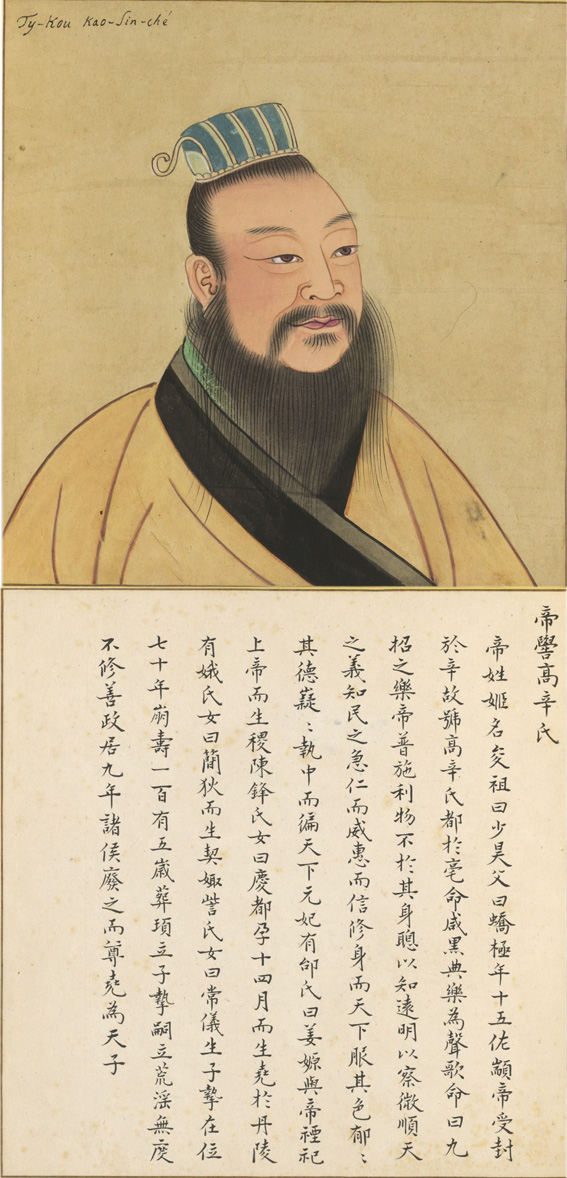 Ty-Kou Kao-Sin-ché
帝嚳高辛氏
帝姓姬名夋祖曰少昊父曰蟜極年十五佐顓帝受封
於辛故號高辛氏都於亳命咸黑典樂為聲歌命曰九
招之樂帝普施利物不於其身聰以知遠明以察微順天
之義知民之急仁而威惠而信修身而天下服其色郁〻
其德嶷〻執中而徧天下元妃有邰氏曰姜嫄與帝禋祀
上帝而生稷陳鋒氏女曰慶都孕十四月而生堯於丹陵
有娥氏女曰簡狄而生契娵訾氏女曰常儀生子摯在位
七十年崩壽一百有五歲葬頊立子摯嗣立荒淫無度
不修善政居九年諸侯廢之而尊堯為天子